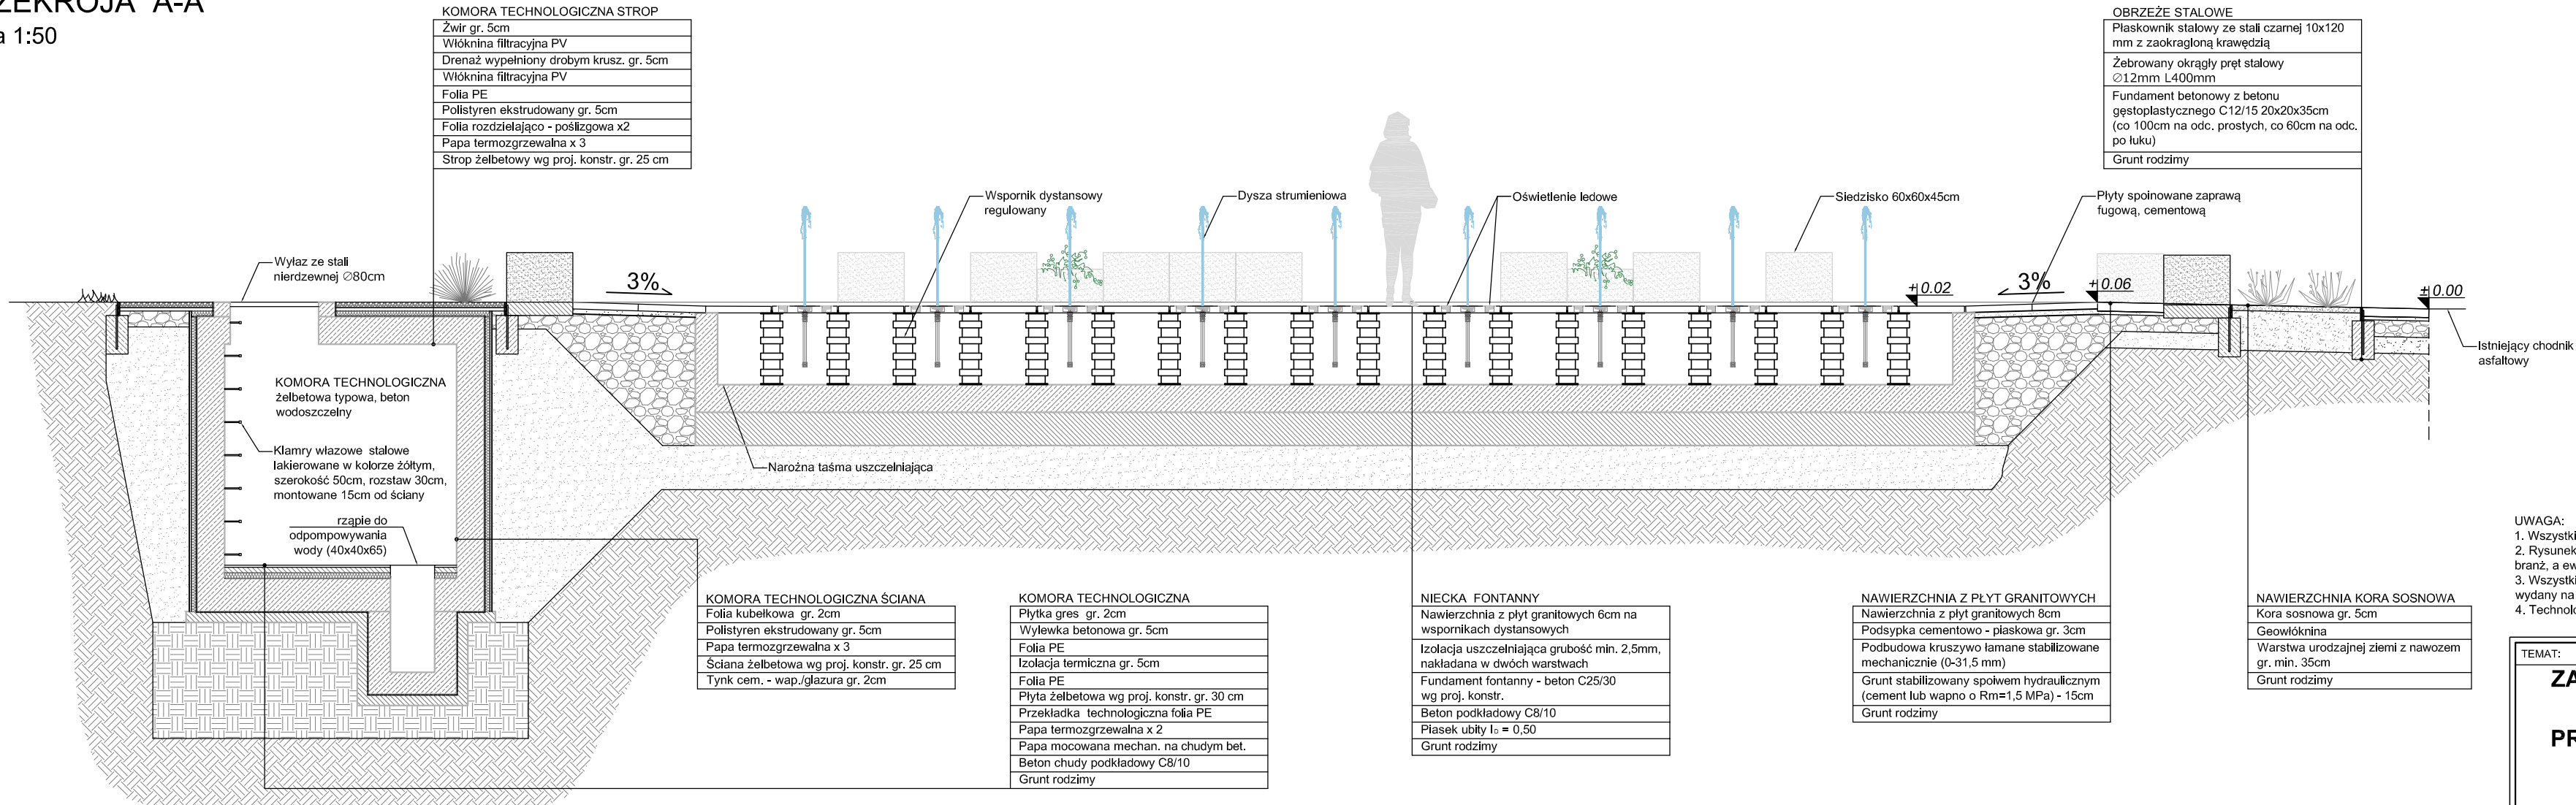 ZEKROJA A-A
a 1:50
KOMORA TECHNOLOGICZNA STROP
Żwir gr. 5cm
Włóknina filtracyjna PV
Drenaż wypełniony drobym krusz. gr. 5cm
Włóknina filtracyjna PV
Folia PE
Polistyren ekstrudowany gr. 5cm
Folia rozdzielająco - poślizgowa x2
Papa termozgrzewalna x 3
Strop żelbetowy wg proj. konstr. gr. 25 cm
OBRZEŻE STALOWE
Płaskownik stalowy ze stali czarnej 10x120
mm z zaokragloną krawędzią
Żebrowany okrągły pręt stalowy
∅12mm L400mm
Fundament betonowy z betonu
gęstoplastycznego C12/15 20x20x35cm
(co 100cm na odc. prostych, co 60cm na odc.
po łuku)
Grunt rodzimy
Wspornik dystansowy
regulowany
Dysza strumieniowa
Oświetlenie ledowe
Siedzisko 60x60x45cm
Płyty spoinowane zaprawą
fugową, cementową
Wyłaz ze stali
nierdzewnej ∅80cm
3%
+0.02
3%
+0.06
±0.00
Istniejący chodnik
asfaltowy
KOMORA TECHNOLOGICZNA
żelbetowa typowa, beton
wodoszczelny
Klamry włazowe stalowe
lakierowane w kolorze żółtym,
szerokość 50cm, rozstaw 30cm,
montowane 15cm od ściany
rząpie do
odpompowywania
wody (40x40x65)
Narożna taśma uszczelniająca
KOMORA TECHNOLOGICZNA ŚCIANA
Folia kubełkowa gr. 2cm
Polistyren ekstrudowany gr. 5cm
Papa termozgrzewalna x 3
Ściana żelbetowa wg proj. konstr. gr. 25 cm
Tynk cem. - wap./glazura gr. 2cm
KOMORA TECHNOLOGICZNA
Płytka gres gr. 2cm
Wylewka betonowa gr. 5cm
Folia PE
Izolacja termiczna gr. 5cm
Folia PE
Płyta żelbetowa wg proj. konstr. gr. 30 cm
Przekładka technologiczna folia PE
Papa termozgrzewalna x 2
Papa mocowana mechan. na chudym bet.
Beton chudy podkładowy C8/10
Grunt rodzimy
NIECKA FONTANNY
Nawierzchnia z płyt granitowych 6cm na
wspornikach dystansowych
Izolacja uszczelniająca grubość min. 2,5mm,
nakładana w dwóch warstwach
Fundament fontanny - beton C25/30
wg proj. konstr.
Beton podkładowy C8/10
Piasek ubity ID = 0,50
Grunt rodzimy
NAWIERZCHNIA Z PŁYT GRANITOWYCH
Nawierzchnia z płyt granitowych 8cm
Podsypka cementowo - piaskowa gr. 3cm
Podbudowa kruszywo łamane stabilizowane
mechanicznie (0-31,5 mm)
Grunt stabilizowany spoiwem hydraulicznym
(cement lub wapno o Rm=1,5 MPa) - 15cm
Grunt rodzimy
NAWIERZCHNIA KORA SOSNOWA
Kora sosnowa gr. 5cm
Geowłóknina
Warstwa urodzajnej ziemi z nawozem
gr. min. 35cm
Grunt rodzimy
UWAGA:
1. Wszystki
2. Rysunek
branż, a ew
3. Wszystki
wydany na
4. Technolo
TEMAT:
ZA
PR